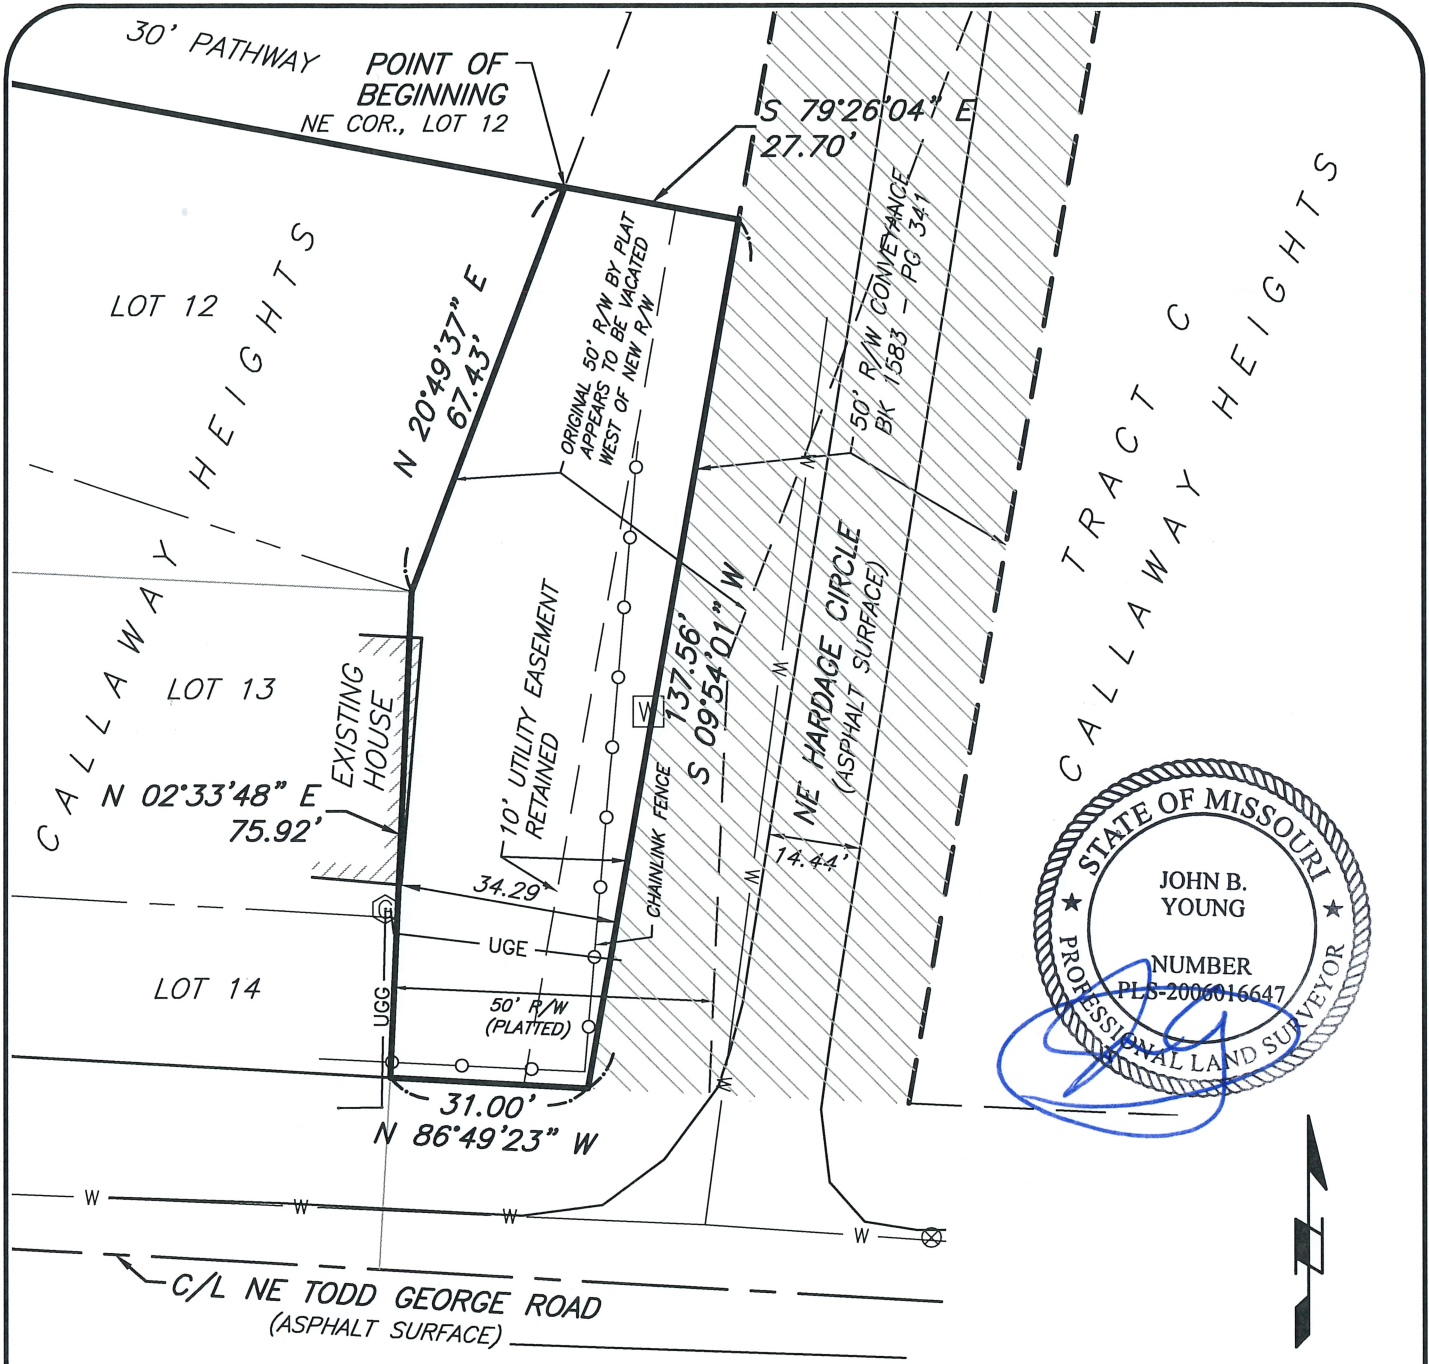 30' PATHWAY
POINT OF
BEGINNING
NE COR., LOT 12
S 79°26'04" E
27.70'
LOT 12
N 20°49'37" E
67.43'
ORIGINAL 50' R/W BY PLAT
APPEARS TO BE VACATED
WEST OF NEW R/W
50' R/W CONVEYANCE
BK 1583 - PG 341
CALLAWAY HEIGHTS
TRACT C
CALLAWAY HEIGHTS
LOT 13
EXISTING
HOUSE
N 02°33'48" E
75.92'
10' UTILITY EASEMENT
RETAINED
W
137.56'
S 09°54'01" W
CHAINLINK FENCE
NE HARDAGE CIRCLE
(ASPHALT SURFACE)
W
W
W
W
14.44'
34.29'
G
UGE
UGG
LOT 14
50' R/W
(PLATTED)
31.00'
N 86°49'23" W
STATE OF MISSOURI
JOHN B.
YOUNG
NUMBER
PLS-2006016647
PROFESSIONAL LAND SURVEYOR
W
W
W
W
C/L NE TODD GEORGE ROAD
(ASPHALT SURFACE)